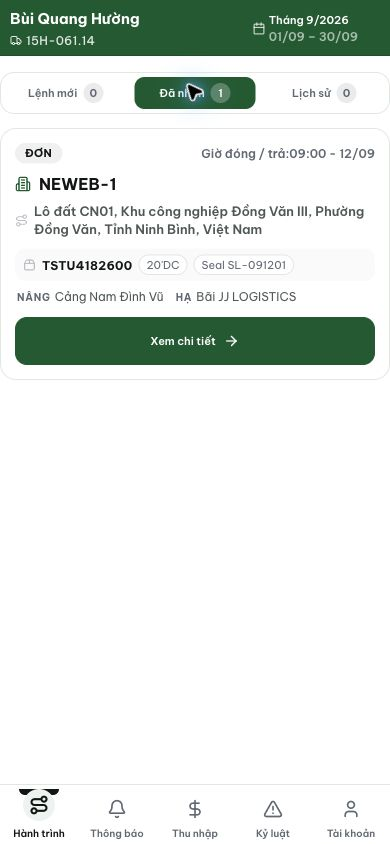 Bùi Quang Hường
15H-061.14
Tháng 9/2026
01/09 – 30/09
Lệnh mới 0
Đã 1
Lịch sử 0
ĐƠN
Giờ đóng / trả:09:00 - 12/09
NEWEB-1
Lô đất CN01, Khu công nghiệp Đồng Văn III, Phường
Đồng Văn, Tỉnh Ninh Bình, Việt Nam
TSTU4182600 20'DC Seal SL-091201
NÂNG Cảng Nam Đình Vũ HẠ Bãi JJ LOGISTICS
Xem chi tiết
Hành trình
Thông báo
Thu nhập
Kỷ luật
Tài khoản